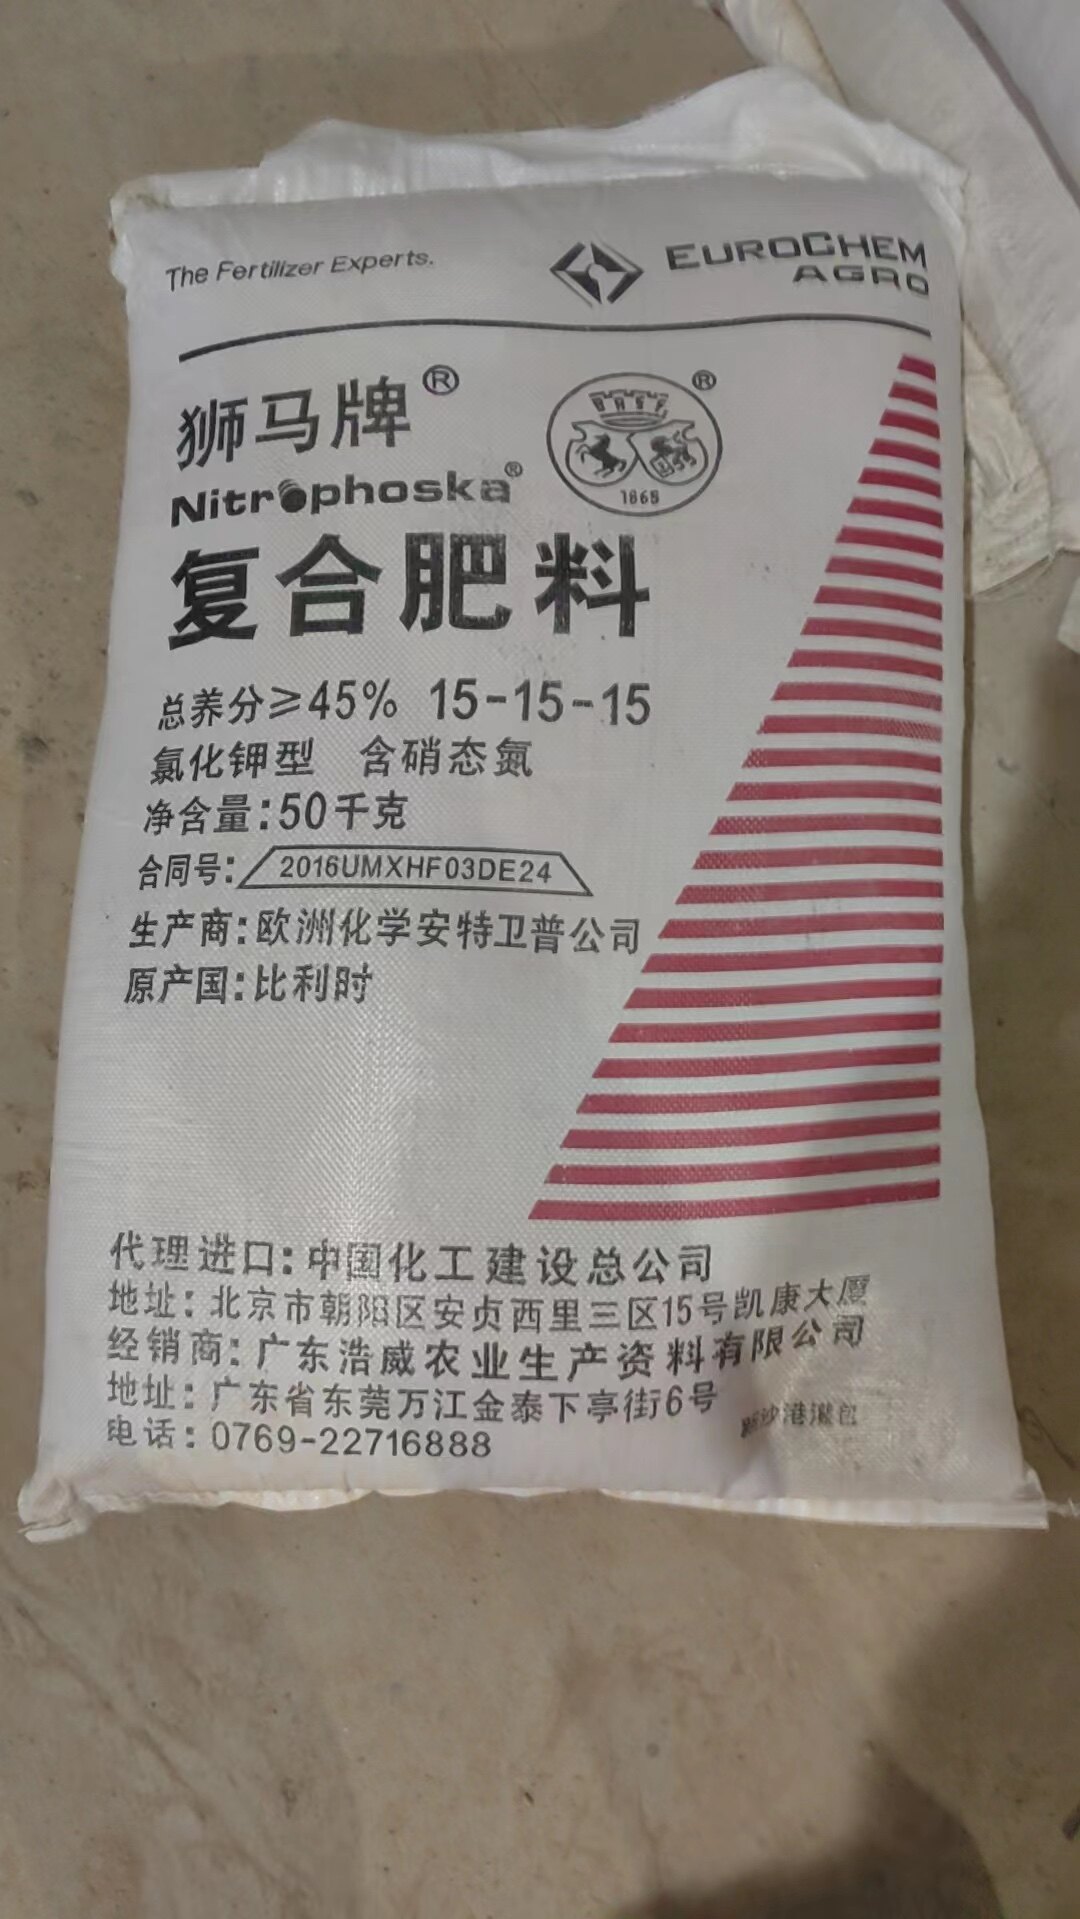 The Fertilizer Experts.
EUROCHEM
AGRO
狮马牌®
®
BASF
1865
Nitrophoska®
复合肥料
总养分≥45% 15-15-15
氯化钾型 含硝态氮
净含量:50千克
合同号: 2016UMXHF03DE24
生产商:欧洲化学安特卫普公司
原产国:比利时
代理进口:中国化工建设总公司
地址:北京市朝阳区安贞西里三区15号凯康大厦
经销商:广东浩威农业生产资料有限公司
地址:广东省东莞万江金泰下亭街6号
电话:0769-22716888
沙港灌包